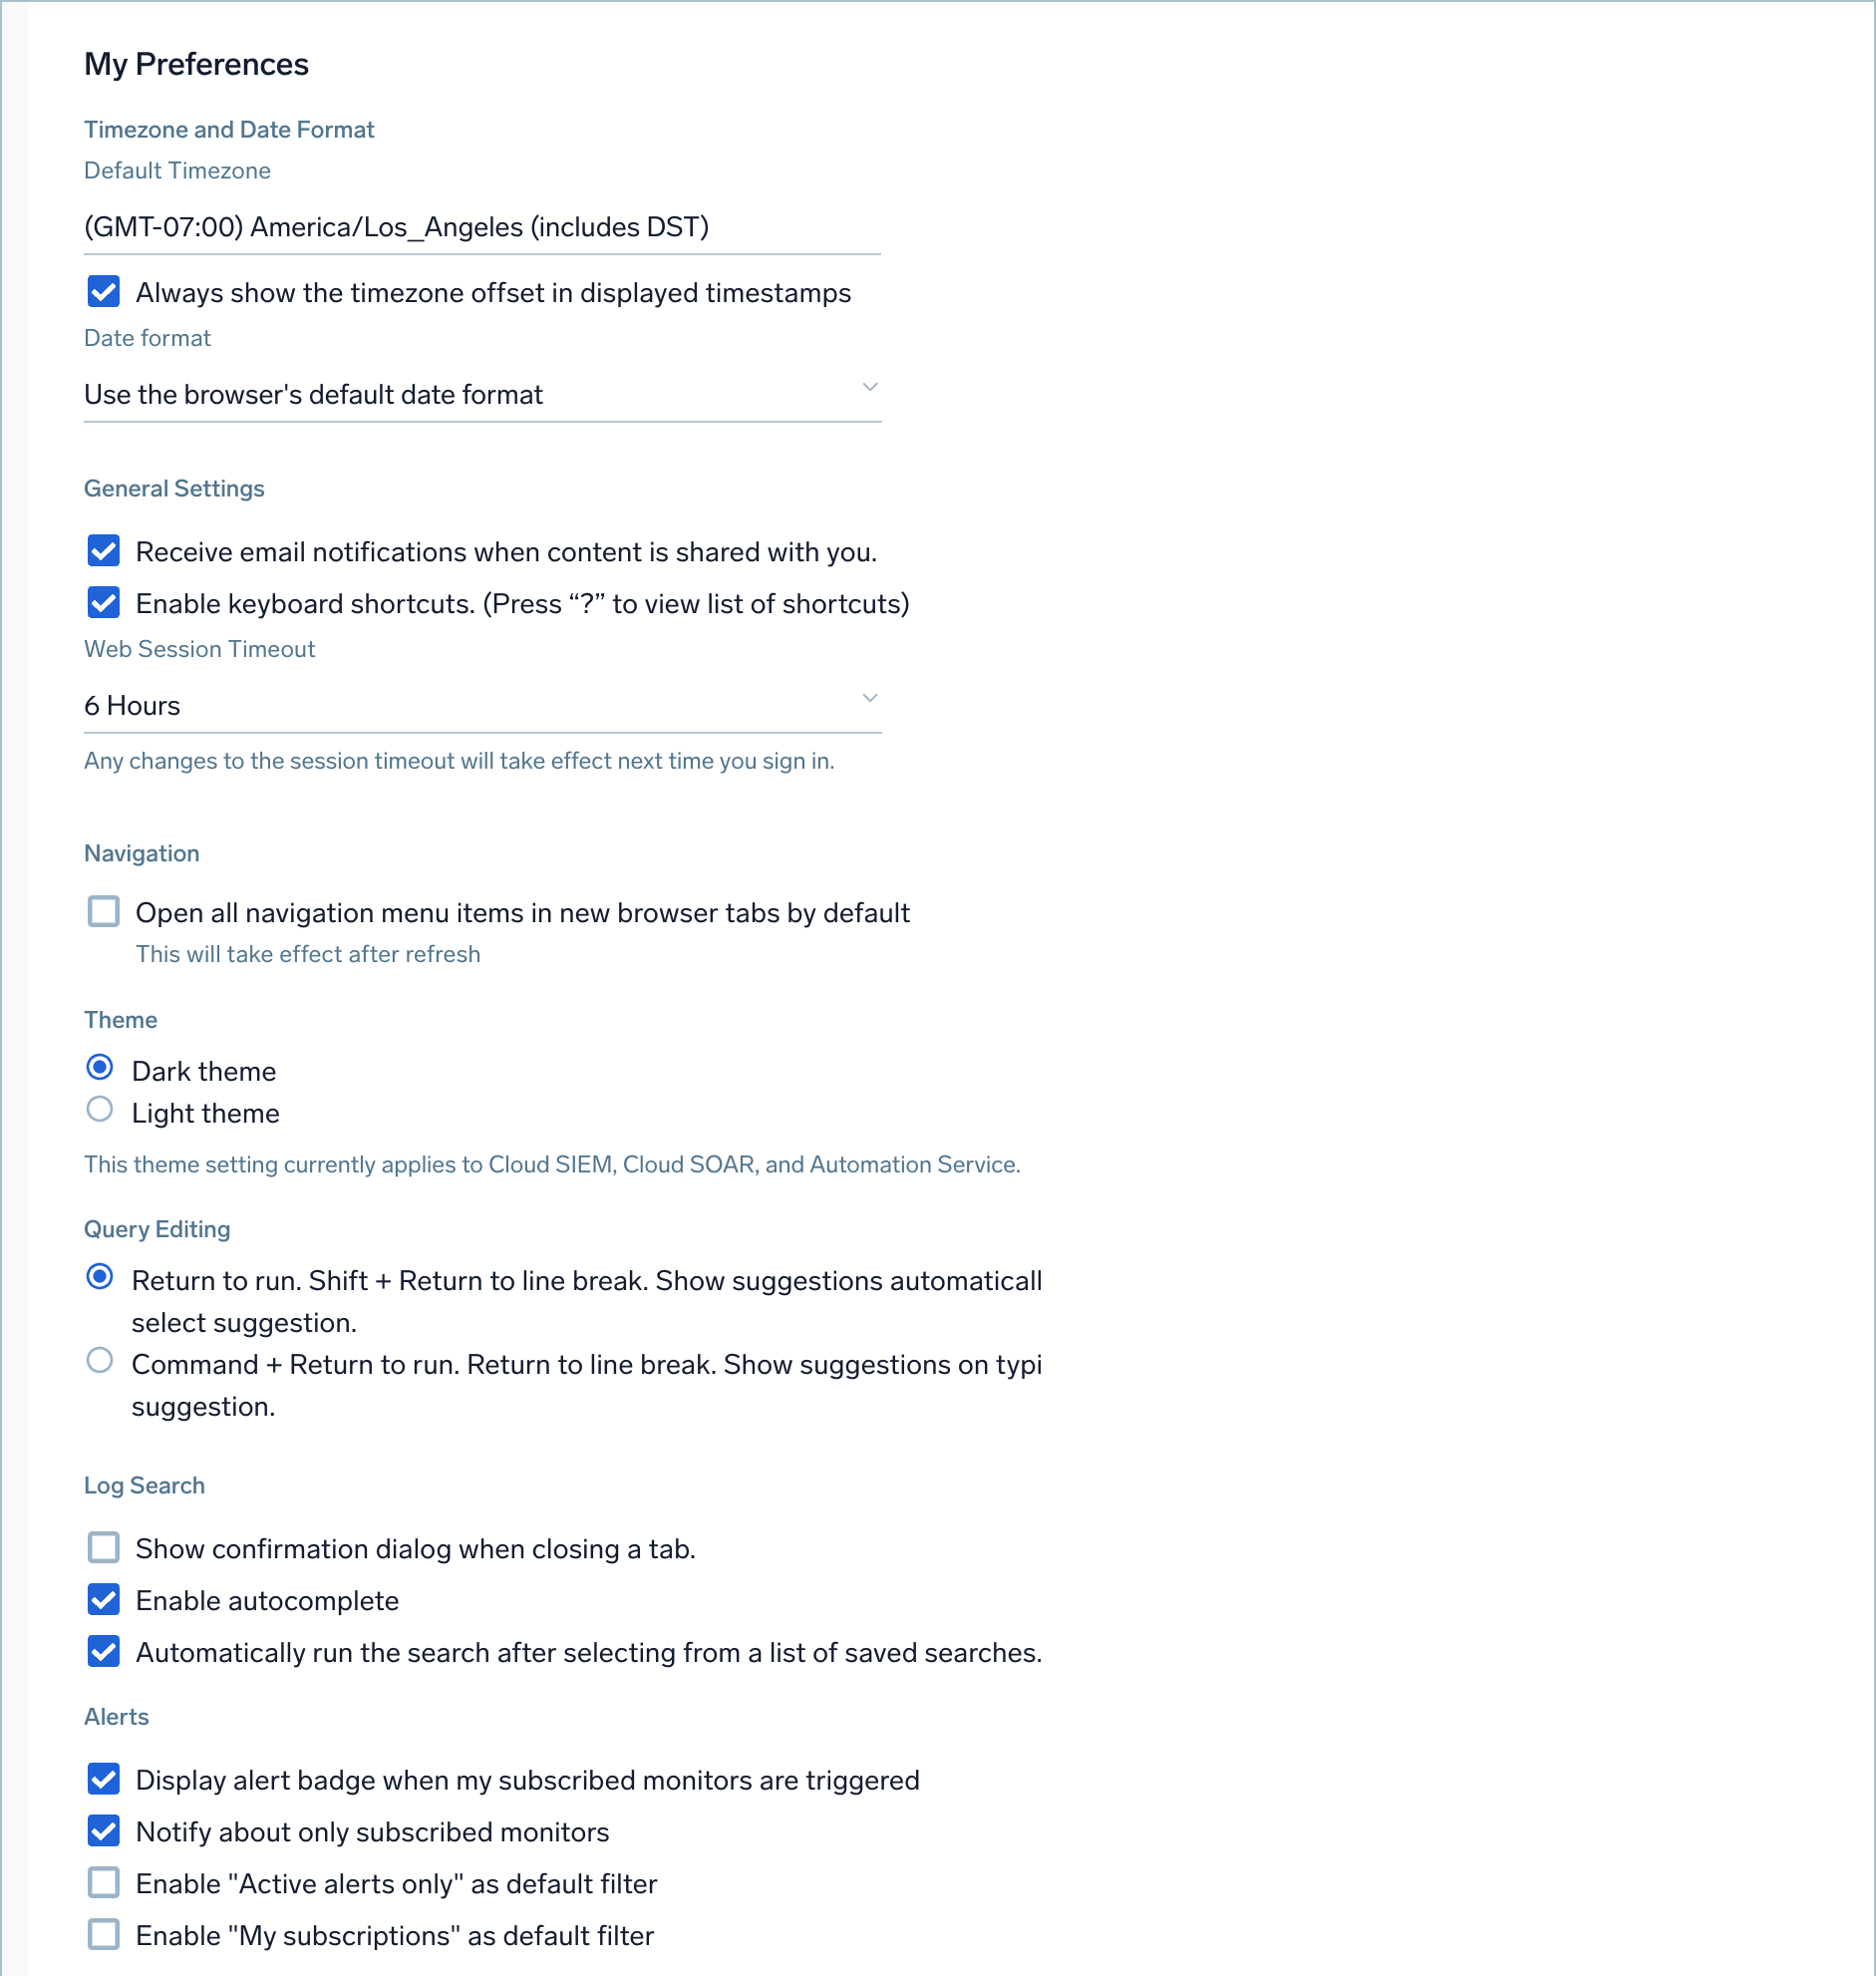 My Preferences
Timezone and Date Format
Default Timezone
(GMT-07:00) America/Los_Angeles (includes DST)
Always show the timezone offset in displayed timestamps
Date format
Use the browser's default date format
General Settings
Receive email notifications when content is shared with you.
Enable keyboard shortcuts. (Press “?” to view list of shortcuts)
Web Session Timeout
6 Hours
Any changes to the session timeout will take effect next time you sign in.
Navigation
Open all navigation menu items in new browser tabs by default
This will take effect after refresh
Theme
Dark theme
Light theme
This theme setting currently applies to Cloud SIEM, Cloud SOAR, and Automation Service.
Query Editing
Return to run. Shift + Return to line break. Show suggestions automaticall
select suggestion.
Command + Return to run. Return to line break. Show suggestions on typi
suggestion.
Log Search
Show confirmation dialog when closing a tab.
Enable autocomplete
Automatically run the search after selecting from a list of saved searches.
Alerts
Display alert badge when my subscribed monitors are triggered
Notify about only subscribed monitors
Enable "Active alerts only" as default filter
Enable "My subscriptions" as default filter